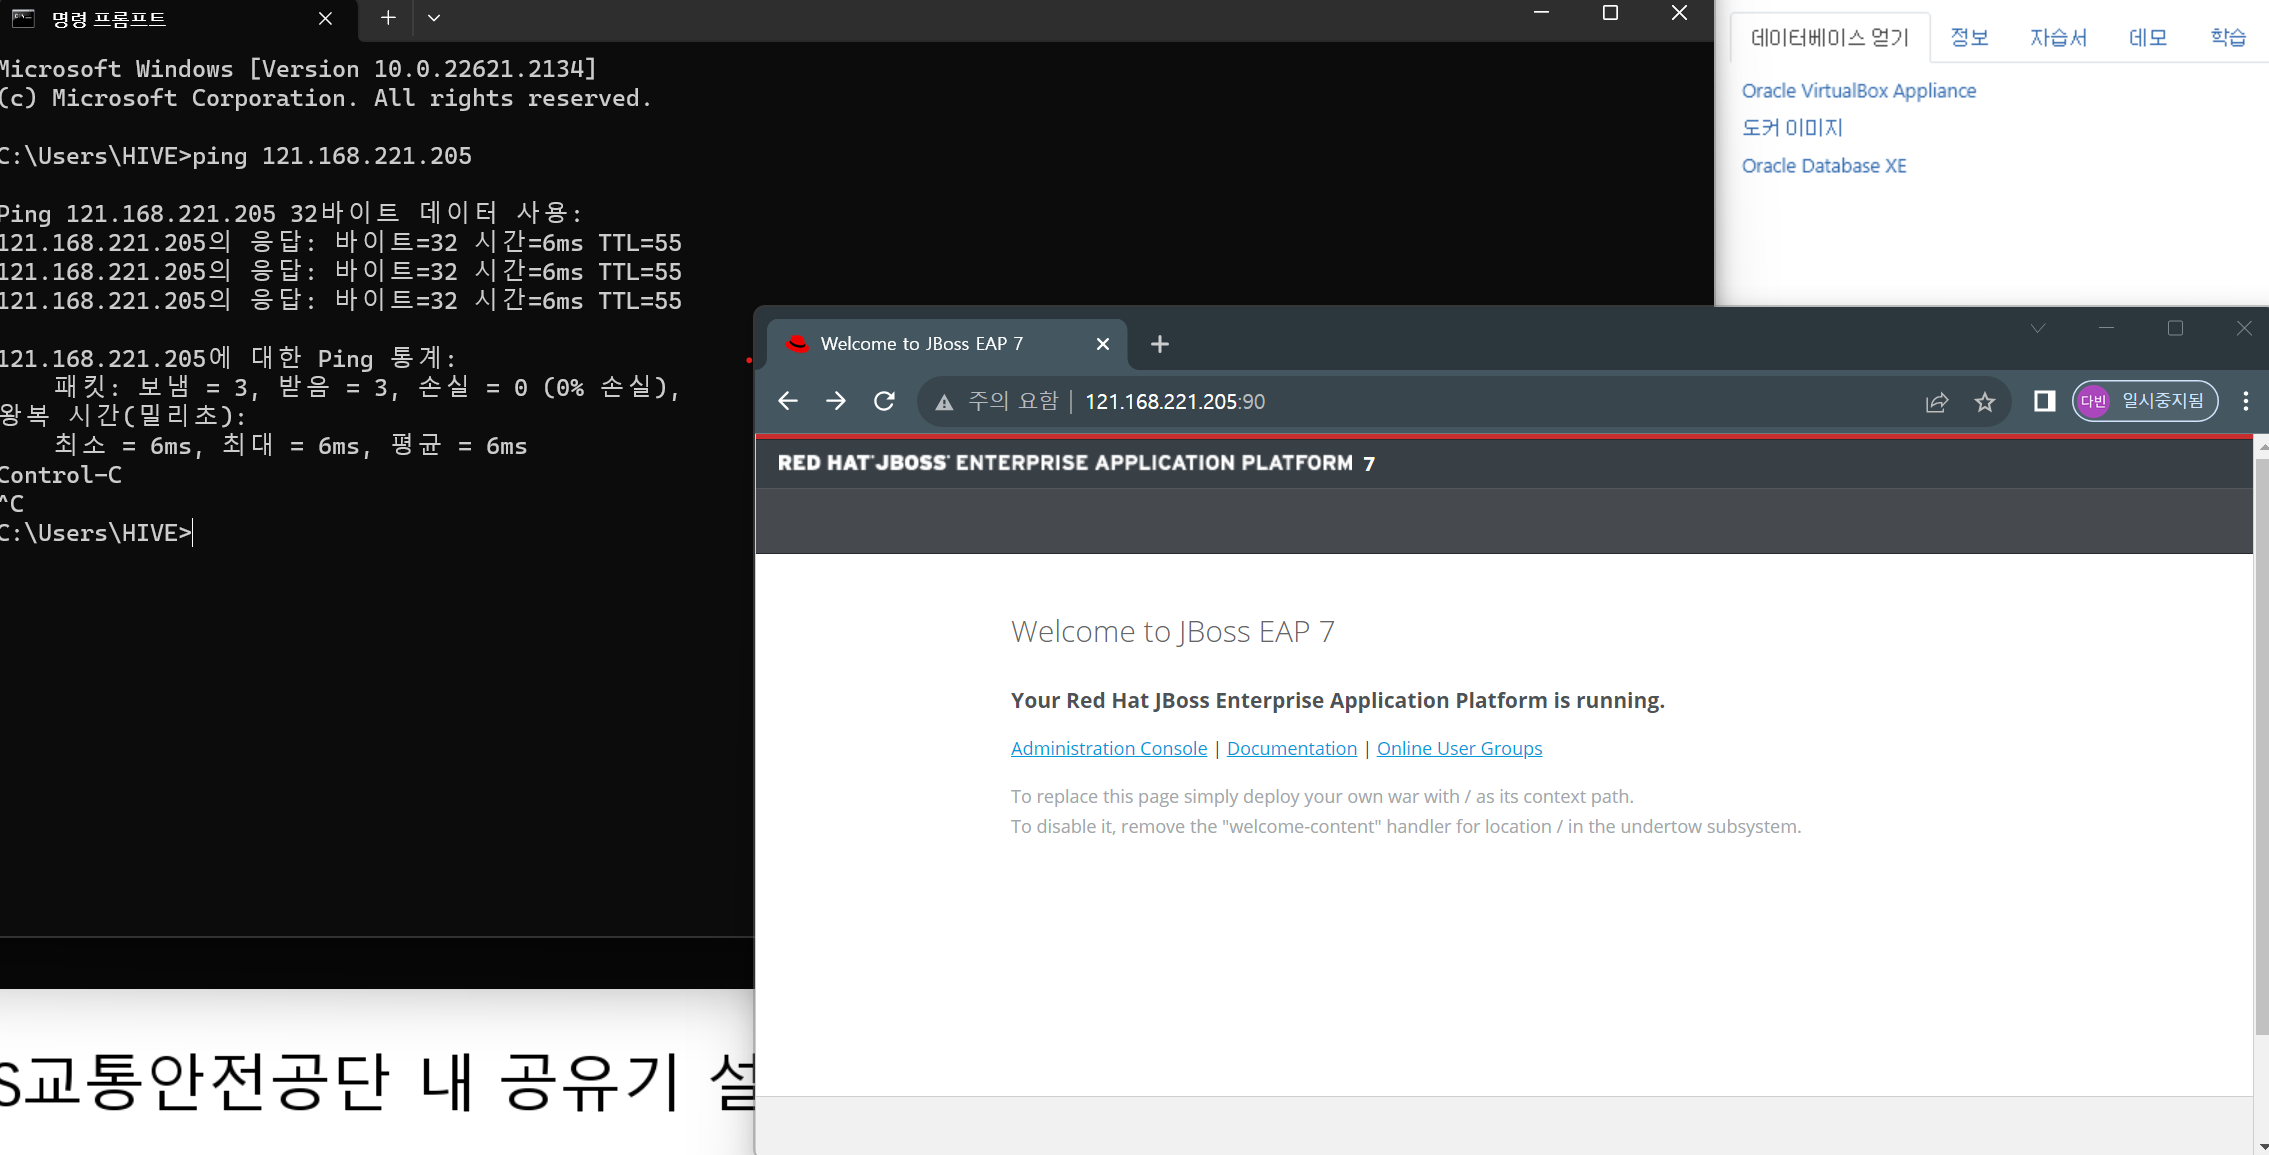 명령 프롬프트
Microsoft Windows [Version 10.0.22621.2134]
(c) Microsoft Corporation. All rights reserved.
C:\Users\HIVE>ping 121.168.221.205
Ping 121.168.221.205 32바이트 데이터 사용:
121.168.221.205의 응답: 바이트=32 시간=6ms TTL=55
121.168.221.205의 응답: 바이트=32 시간=6ms TTL=55
121.168.221.205의 응답: 바이트=32 시간=6ms TTL=55
121.168.221.205에 대한 Ping 통계:
패킷: 보냄 = 3, 받음 = 3, 손실 = 0 (0% 손실),
왕복 시간(밀리초):
최소 = 6ms, 최대 = 6ms, 평균 = 6ms
Control-C
^C
C:\Users\HIVE>
데이터베이스 얻기 정보 자습서 데모 학습
Oracle VirtualBox Appliance
도커 이미지
Oracle Database XE
Welcome to JBoss EAP 7
주의 요함 | 121.168.221.205:90
다빈 일시중지됨
RED HAT JBOSS ENTERPRISE APPLICATION PLATFORM 7
Welcome to JBoss EAP 7
Your Red Hat JBoss Enterprise Application Platform is running.
Administration Console | Documentation | Online User Groups
To replace this page simply deploy your own war with / as its context path.
To disable it, remove the "welcome-content" handler for location / in the undertow subsystem.
S교통안전공단 내 공유기